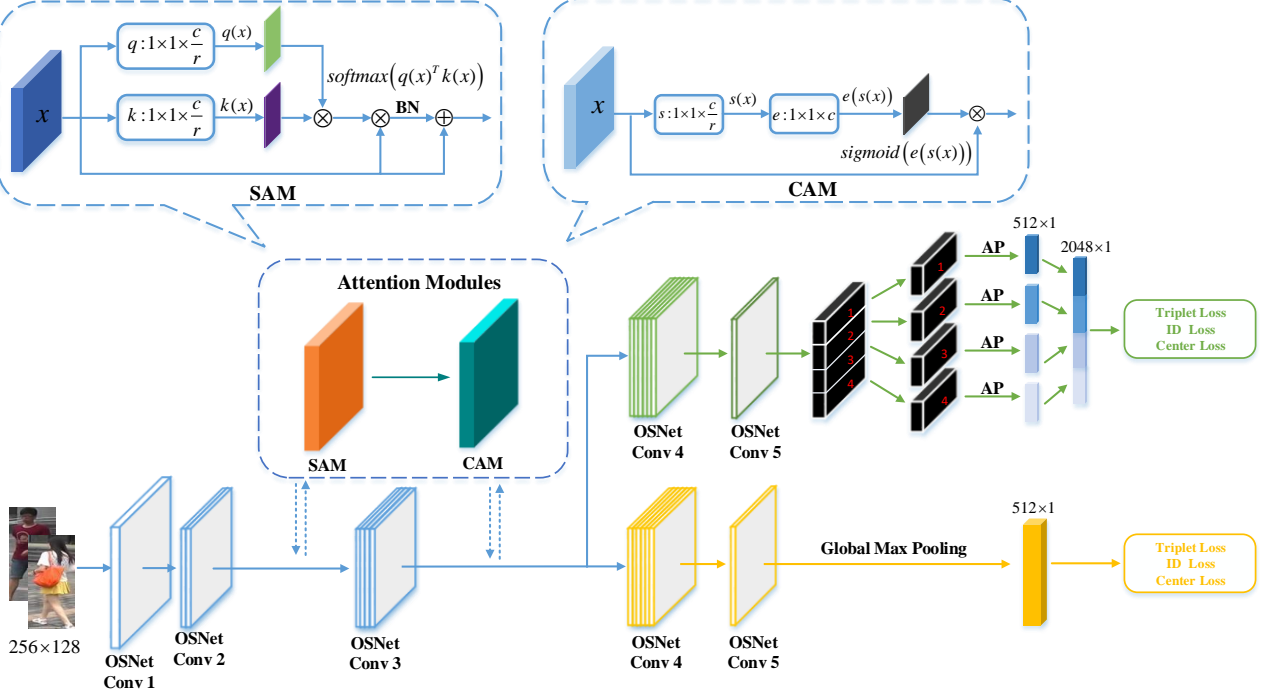 x
q:1×1×c/r
q(x)
k:1×1×c/r
k(x)
softmax(q(x)^T k(x))
BN
SAM
x
s:1×1×c/r
s(x)
e:1×1×c
e(s(x))
sigmoid(e(s(x)))
CAM
Attention Modules
SAM
CAM
256×128
OSNet
Conv 1
OSNet
Conv 2
OSNet
Conv 3
OSNet
Conv 4
OSNet
Conv 5
1
2
3
4
1
2
3
4
AP
AP
AP
AP
512×1
2048×1
Triplet Loss
ID Loss
Center Loss
OSNet
Conv 4
OSNet
Conv 5
Global Max Pooling
512×1
Triplet Loss
ID Loss
Center Loss